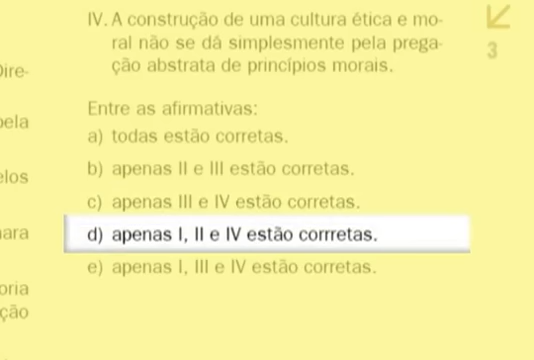 IV. A construção de uma cultura ética e mo-
ral não se dá simplesmente pela prega-
ção abstrata de princípios morais.
3
Dire-
pela
elos
para
oria
ção
Entre as afirmativas:
a) todas estão corretas.
b) apenas II e III estão corretas.
c) apenas III e IV estão corretas.
d) apenas I, II e IV estão corrretas.
e) apenas I, III e IV estão corretas.